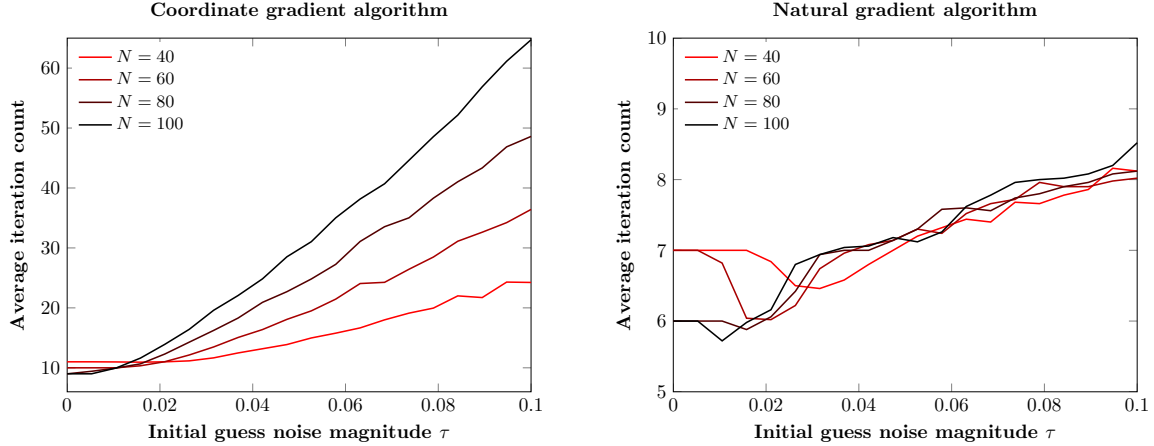 Coordinate gradient algorithm
Average iteration count
60
50
40
30
20
10
N = 40
N = 60
N = 80
N = 100
0
0.02
0.04
0.06
0.08
0.1
Initial guess noise magnitude τ
Natural gradient algorithm
Average iteration count
10
9
8
7
6
5
N = 40
N = 60
N = 80
N = 100
0
0.02
0.04
0.06
0.08
0.1
Initial guess noise magnitude τ